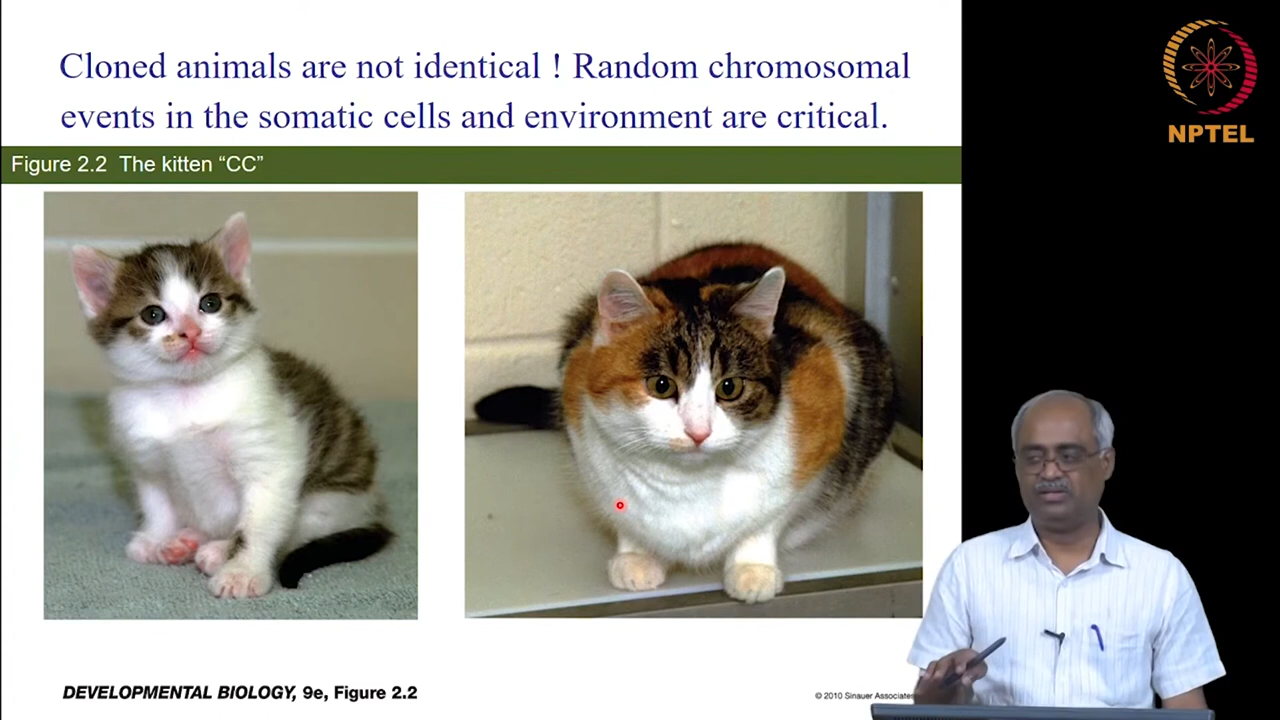 Cloned animals are not identical ! Random chromosomal
events in the somatic cells and environment are critical.
NPTEL
Figure 2.2 The kitten “CC”
DEVELOPMENTAL BIOLOGY, 9e, Figure 2.2
© 2010 Sinauer Associates